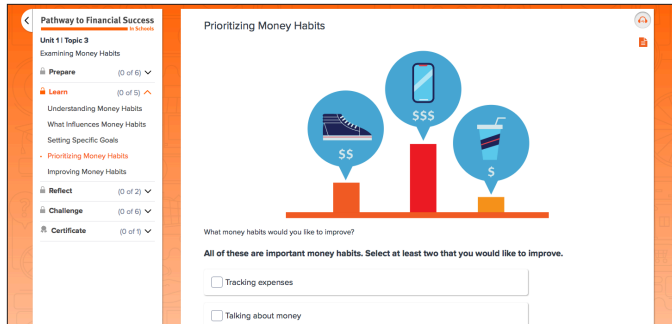 Pathway to Financial Success
in Schools
Unit 1 | Topic 3
Examining Money Habits
Prepare (0 of 6)
Learn (0 of 5)
Understanding Money Habits
What Influences Money Habits
Setting Specific Goals
Prioritizing Money Habits
Improving Money Habits
Reflect (0 of 2)
Challenge (0 of 6)
Certificate (0 of 1)
Prioritizing Money Habits
$$$
$$
$
What money habits would you like to improve?
All of these are important money habits. Select at least two that you would like to improve.
Tracking expenses
Talking about money